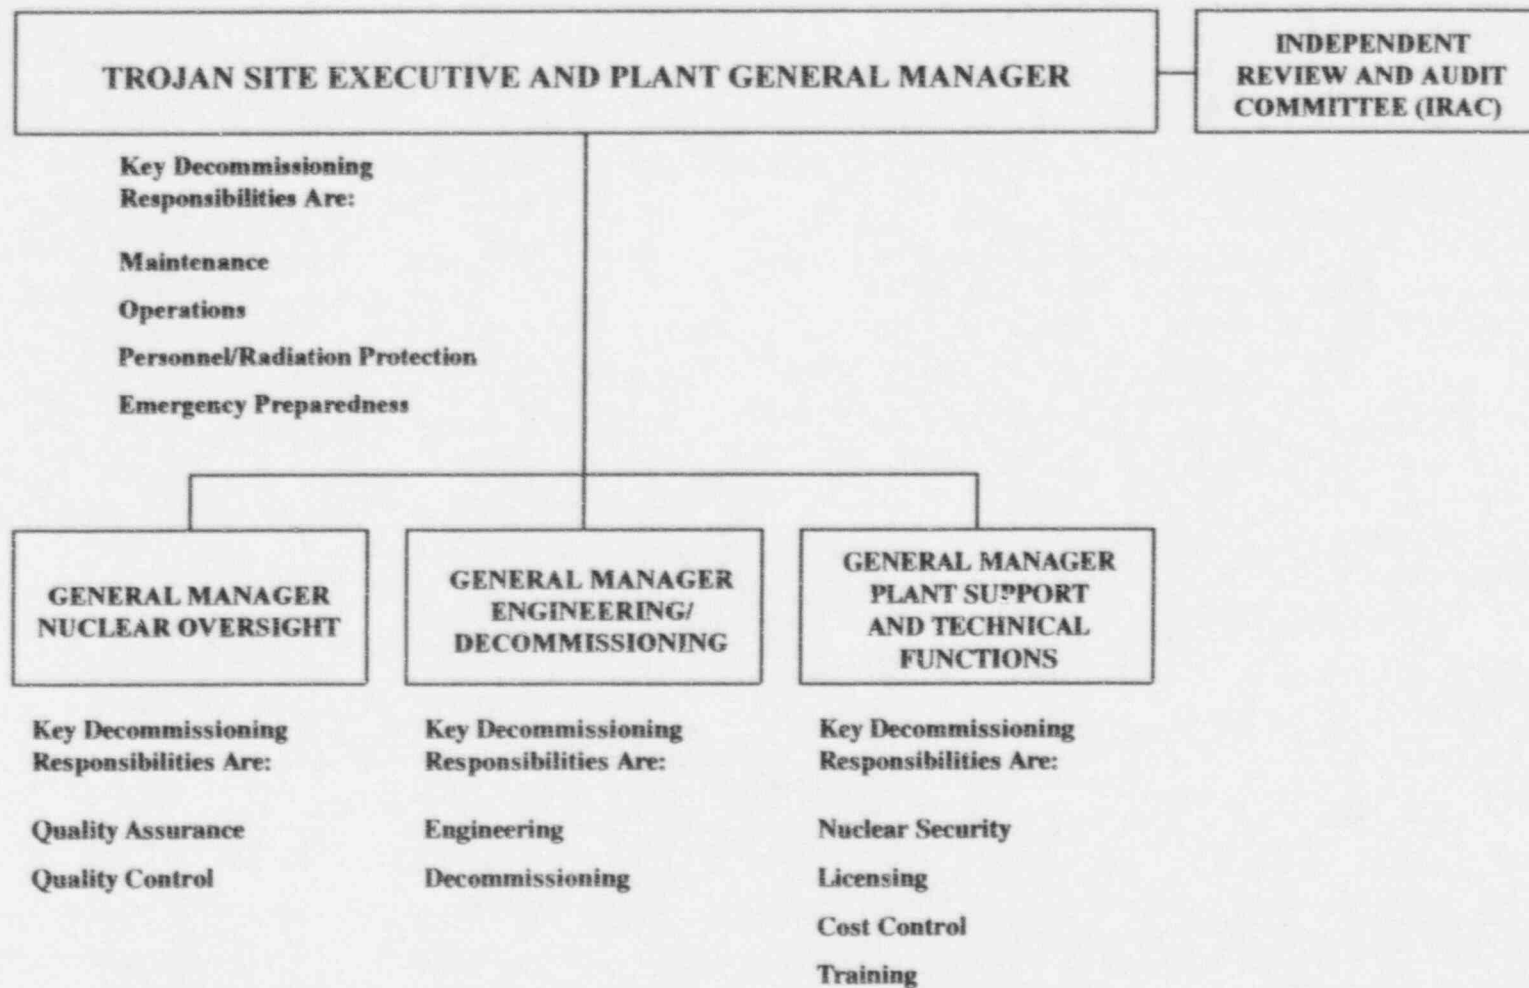 TROJAN SITE EXECUTIVE AND PLANT GENERAL MANAGER
INDEPENDENT
REVIEW AND AUDIT
COMMITTEE (IRAC)
Key Decommissioning
Responsibilities Are:
Maintenance
Operations
Personnel/Radiation Protection
Emergency Preparedness
GENERAL MANAGER
NUCLEAR OVERSIGHT
Key Decommissioning
Responsibilities Are:
Quality Assurance
Quality Control
GENERAL MANAGER
ENGINEERING/
DECOMMISSIONING
Key Decommissioning
Responsibilities Are:
Engineering
Decommissioning
GENERAL MANAGER
PLANT SUPPORT
AND TECHNICAL
FUNCTIONS
Key Decommissioning
Responsibilities Are:
Nuclear Security
Licensing
Cost Control
Training